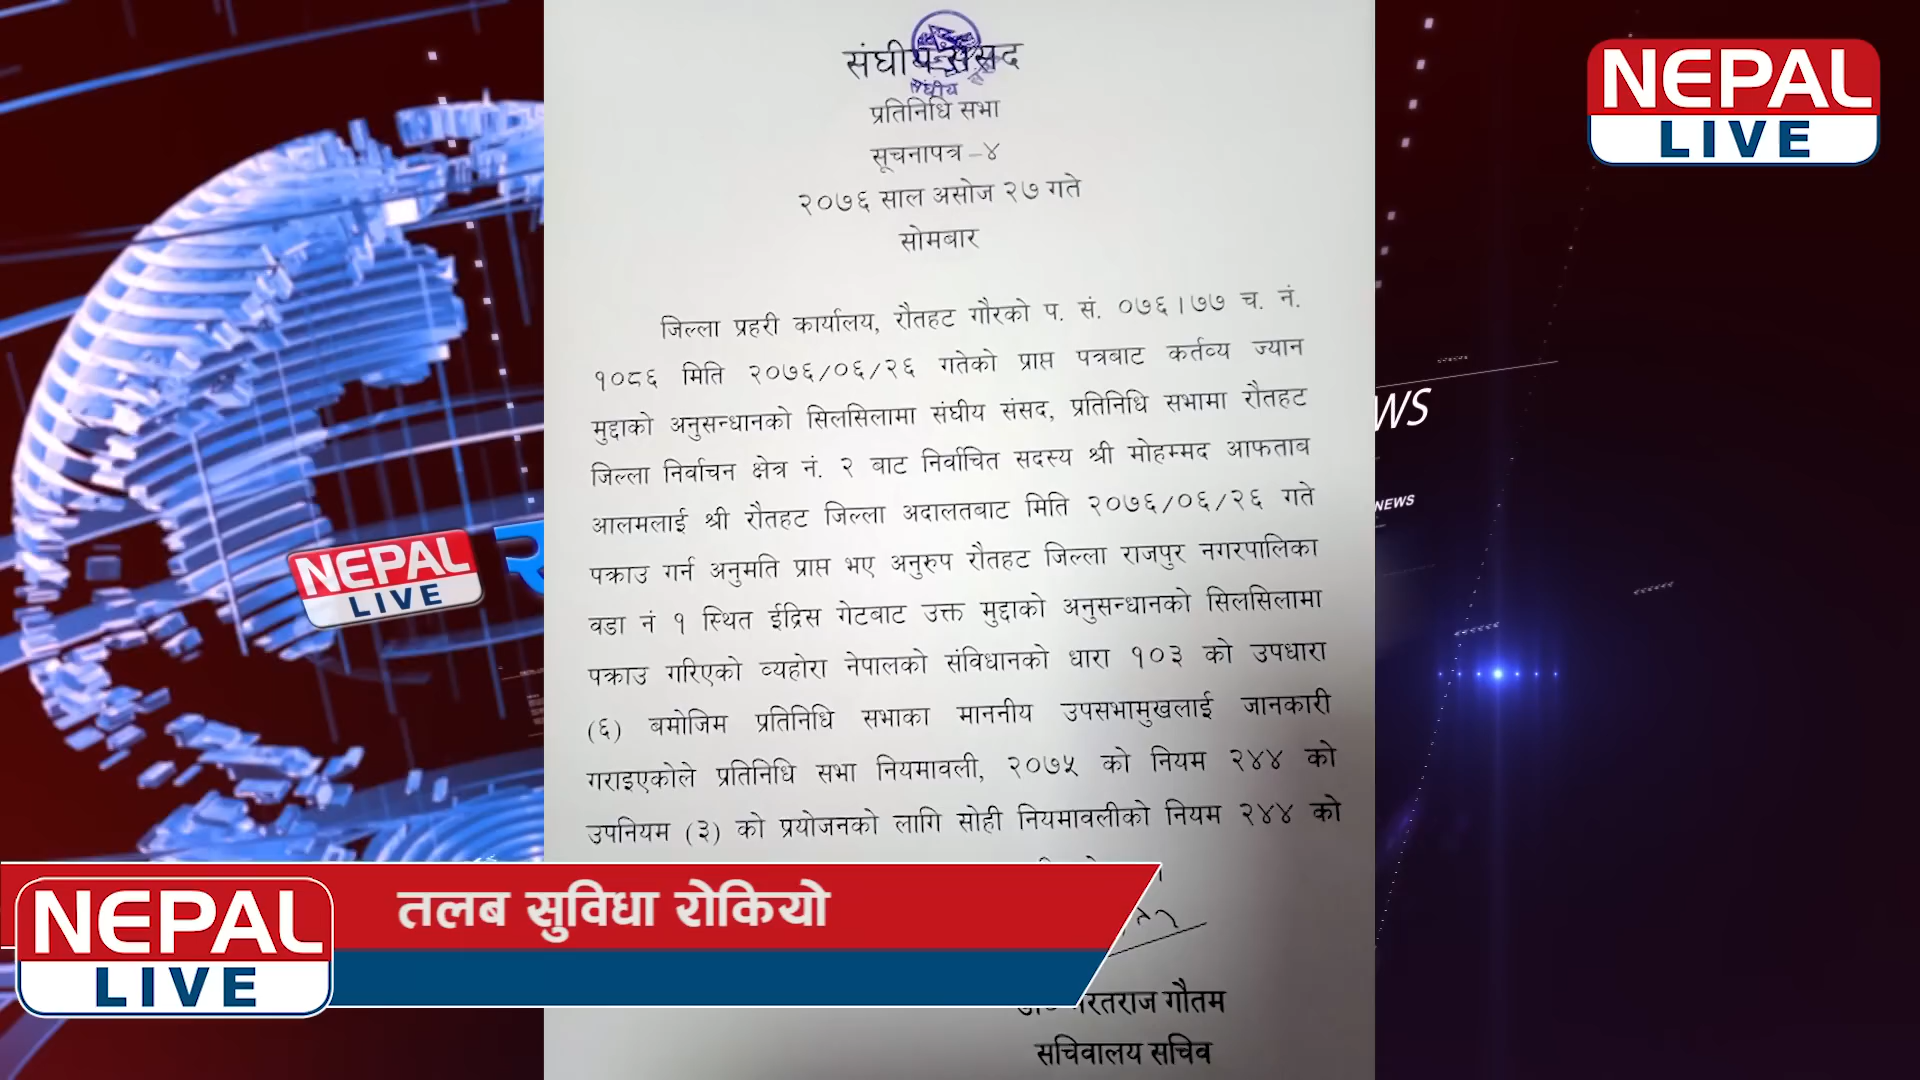 संघीय संसद
संघीय
प्रतिनिधि सभा
सूचनापत्र -४
२०७६ साल असोज २७ गते
सोमबार
जिल्ला प्रहरी कार्यालय, रौतहट गौरको प. सं. ०७६।७७ च. नं.
१०८६ मिति २०७६/०६/२६ गतेको प्राप्त पत्रबाट कर्तव्य ज्यान
मुद्दाको अनुसन्धानको सिलसिलामा संघीय संसद, प्रतिनिधि सभामा रौतहट
जिल्ला निर्वाचन क्षेत्र नं. २ बाट निर्वाचित सदस्य श्री मोहम्मद आफताब
आलमलाई श्री रौतहट जिल्ला अदालतबाट मिति २०७६/०६/२६ गते
पक्राउ गर्न अनुमति प्राप्त भए अनुरुप रौतहट जिल्ला राजपुर नगरपालिका
वडा नं १ स्थित ईद्रिस गेटबाट उक्त मुद्दाको अनुसन्धानको सिलसिलामा
पक्राउ गरिएको व्यहोरा नेपालको संविधानको धारा १०३ को उपधारा
(६) बमोजिम प्रतिनिधि सभाका माननीय उपसभामुखलाई जानकारी
गराइएकोले प्रतिनिधि सभा नियमावली, २०७५ को नियम २४४ को
उपनियम (३) को प्रयोजनको लागि सोही नियमावलीको नियम २४४ को
गौतम
सचिवालय सचिव
NEPAL
LIVE
NEPAL
LIVE
WS
NEWS
NEPAL
LIVE
तलब सुविधा रोकियो